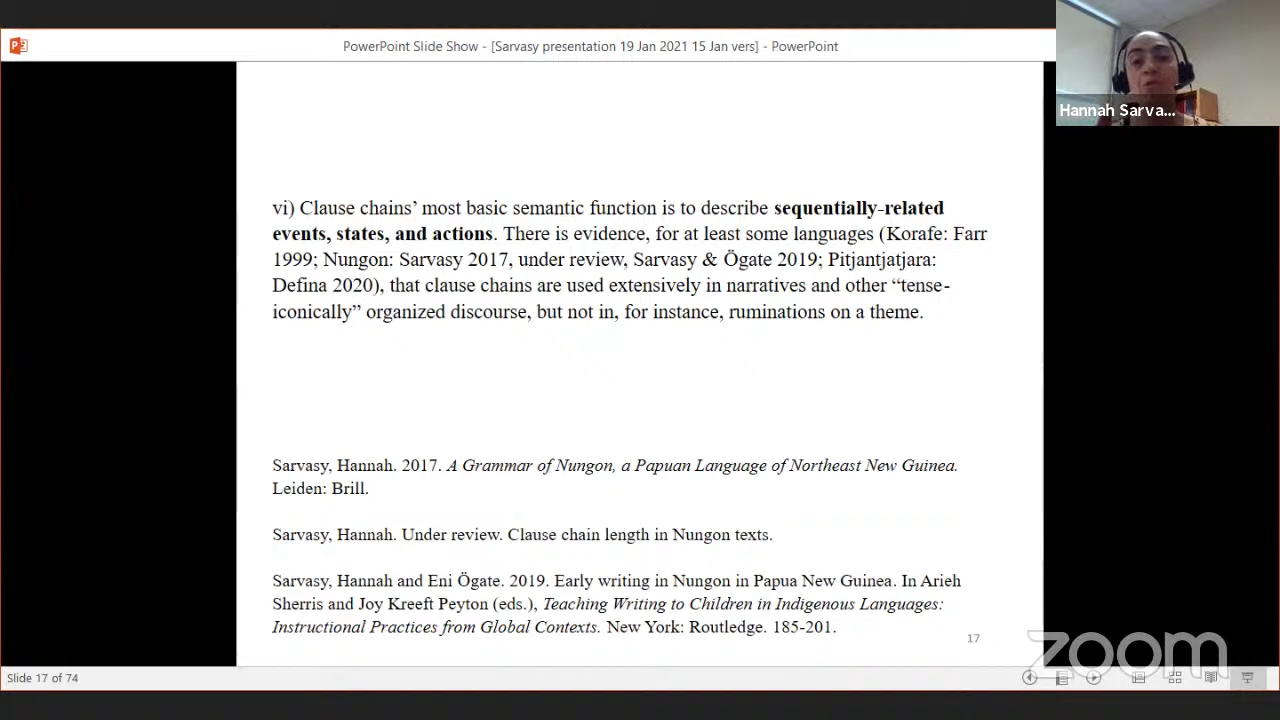 PowerPoint Slide Show - [Sarvasy presentation 19 Jan 2021 15 Jan vers] - PowerPoint
Hannah Sarva...
vi) Clause chains’ most basic semantic function is to describe sequentially-related
events, states, and actions. There is evidence, for at least some languages (Korafe: Farr
1999; Nungon: Sarvasy 2017, under review, Sarvasy & Ögate 2019; Pitjantjatjara:
Defina 2020), that clause chains are used extensively in narratives and other “tense-
iconically” organized discourse, but not in, for instance, ruminations on a theme.
Sarvasy, Hannah. 2017. A Grammar of Nungon, a Papuan Language of Northeast New Guinea.
Leiden: Brill.
Sarvasy, Hannah. Under review. Clause chain length in Nungon texts.
Sarvasy, Hannah and Eni Ögate. 2019. Early writing in Nungon in Papua New Guinea. In Arieh
Sherris and Joy Kreeft Peyton (eds.), Teaching Writing to Children in Indigenous Languages:
Instructional Practices from Global Contexts. New York: Routledge. 185-201.
17
zoom
Slide 17 of 74